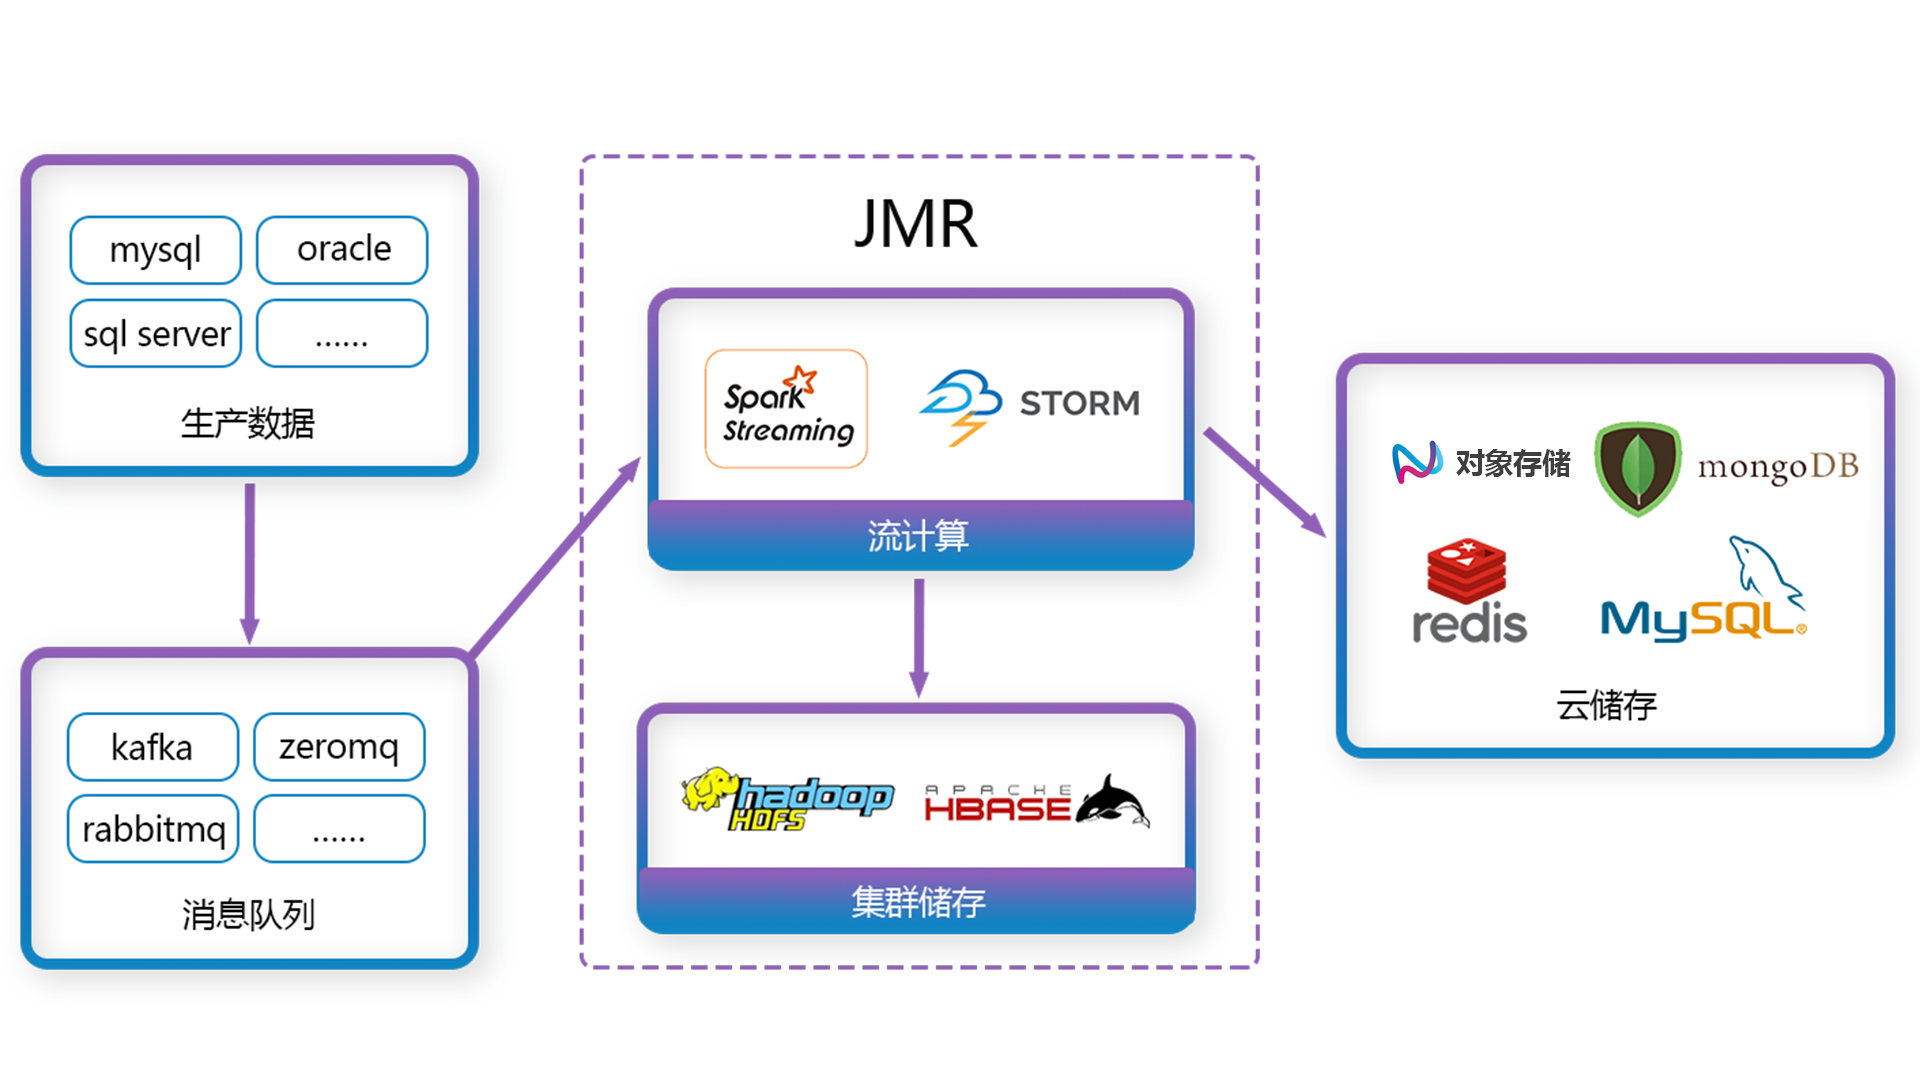 mysql
oracle
sql server
......
生产数据
kafka
zeromq
rabbitmq
......
消息队列
JMR
Spark
Streaming
STORM
流计算
hadoop
HDFS
APACHE
HBASE
集群储存
对象存储
mongoDB
redis
MySQL®
云储存